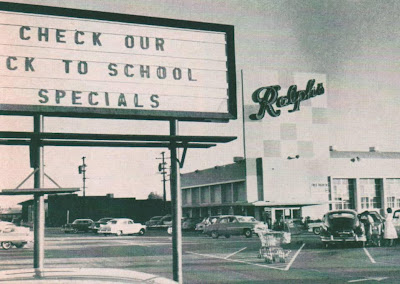 CHECK OUR
CK TO SCHOOL
SPECIALS
Ralphs